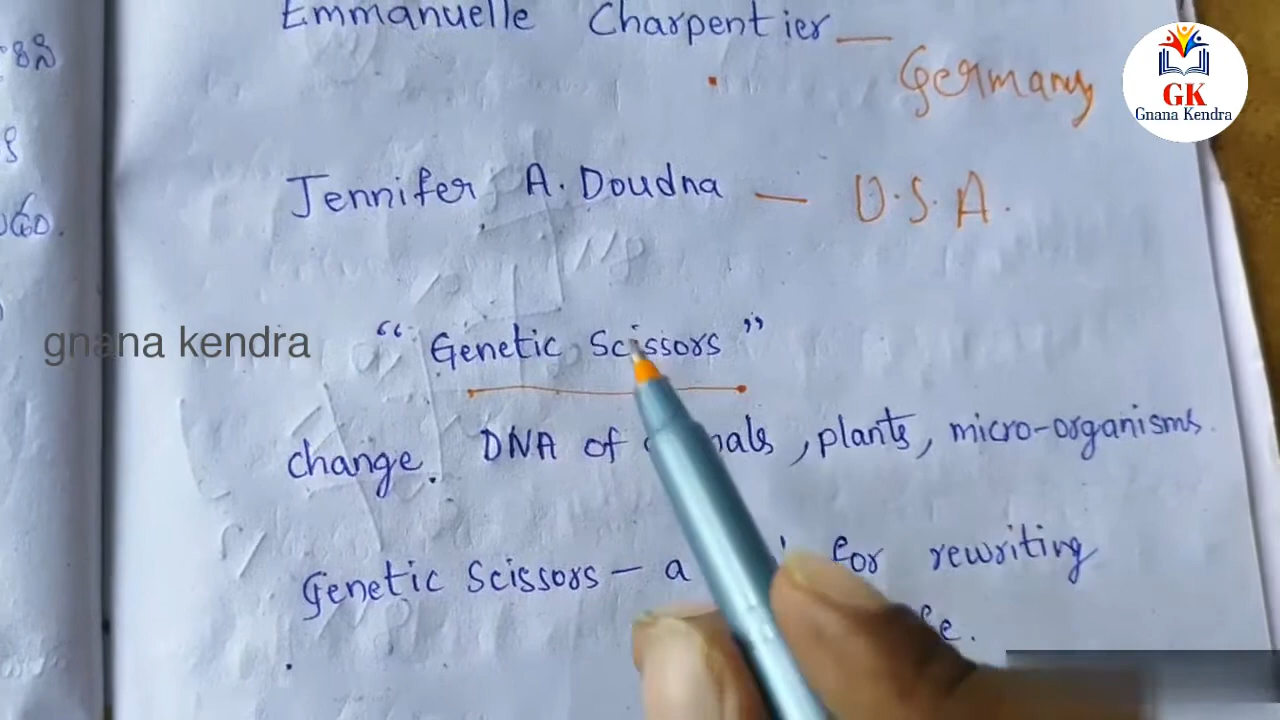 Emmanuelle Charpentier —
Germany
GK
Gnana Kendra
Jennifer A. Doudna — U.S.A.
gnana kendra
“Genetic Scissors”
change DNA of , plants, micro-organisms.
Genetic Scissors - a for rewriting